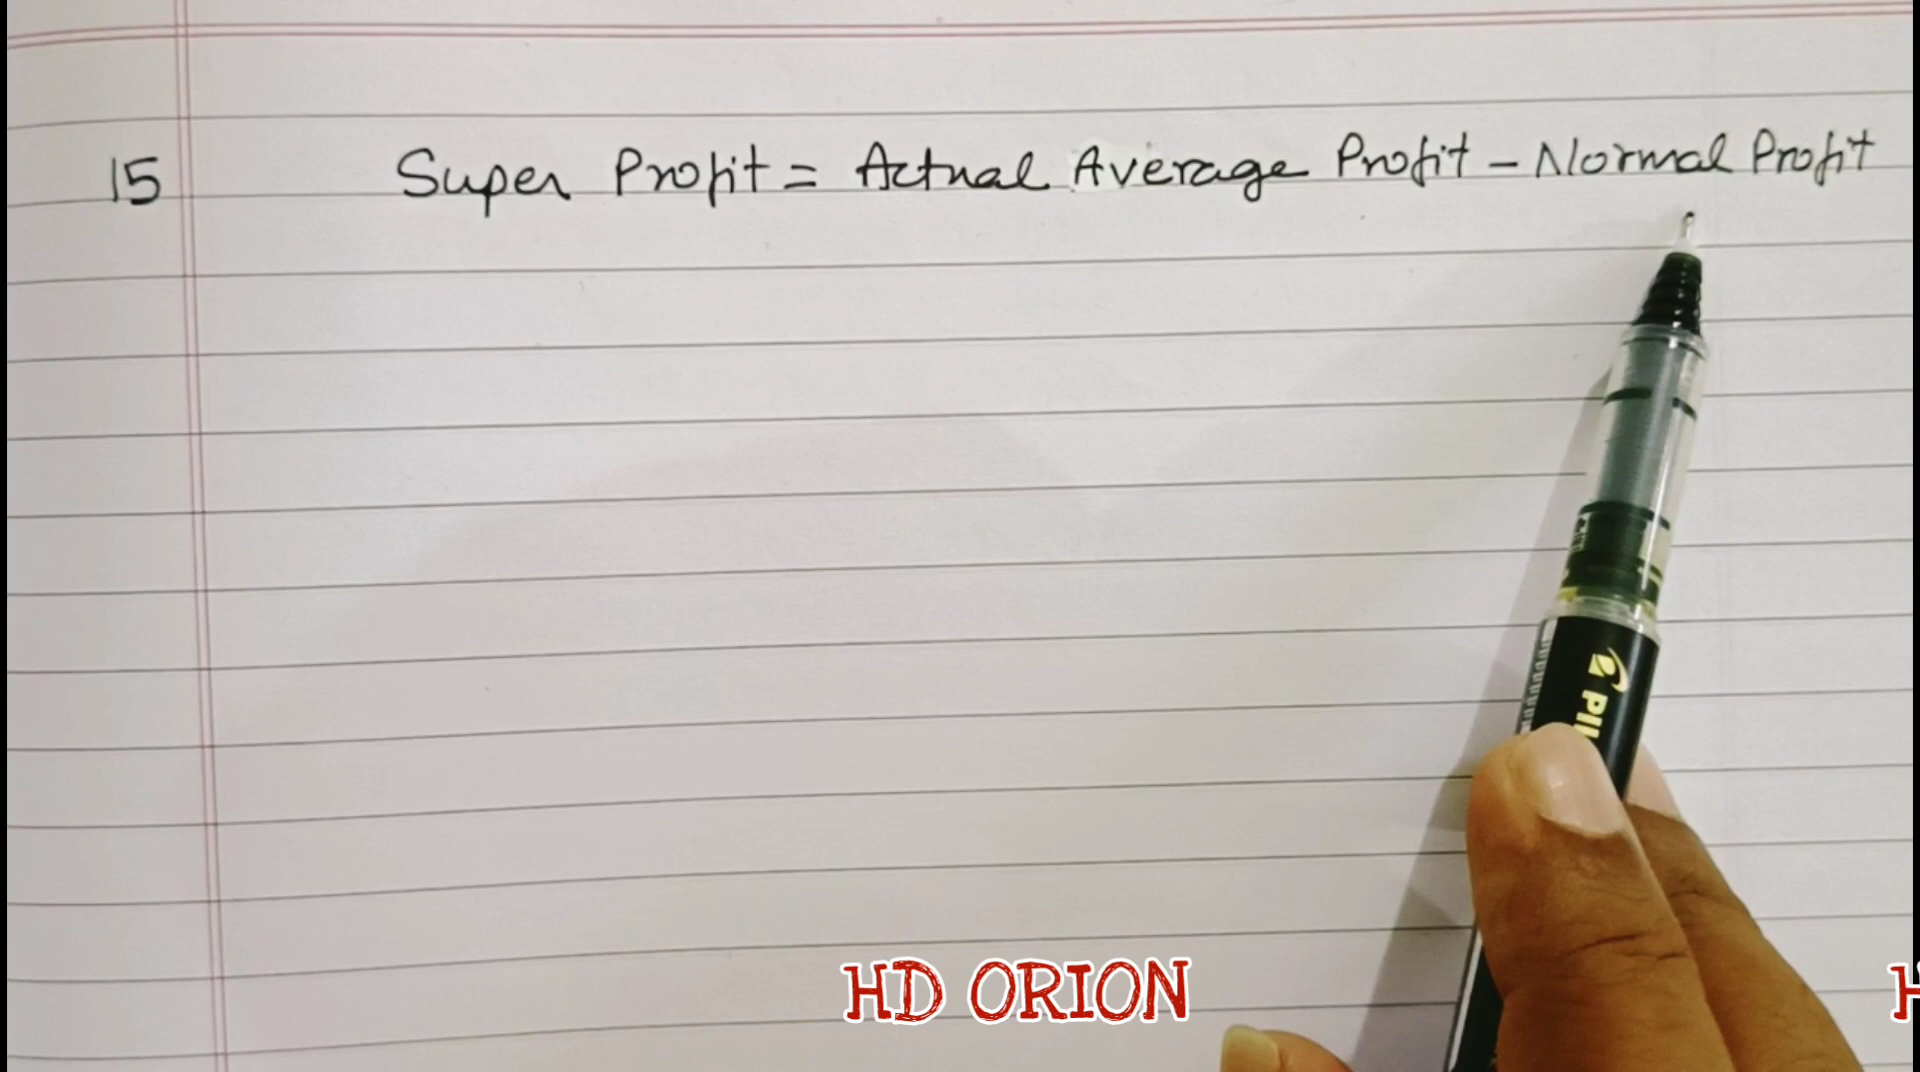 15 Super Profit = Actual Average Profit - Normal Profit
HD ORION